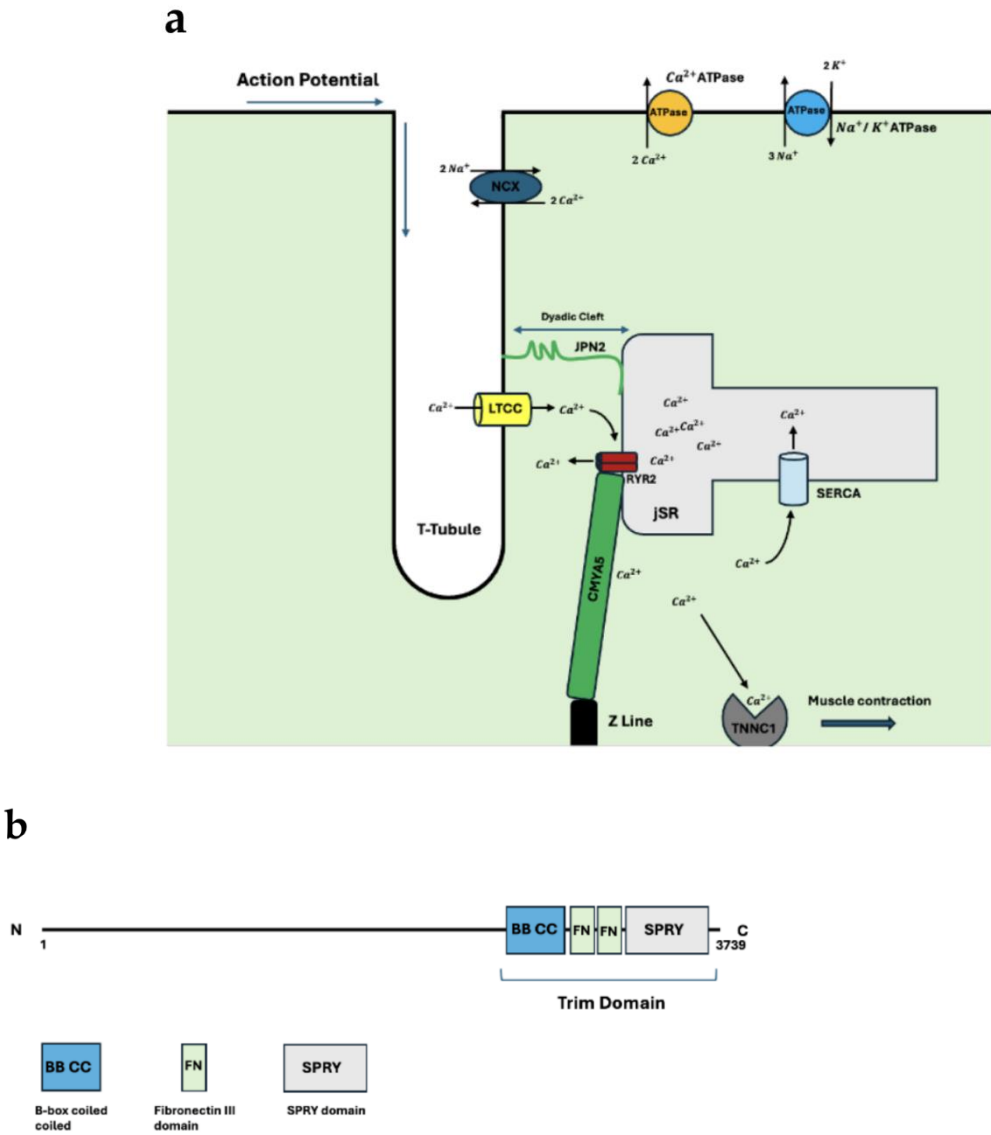 a
Action Potential
Ca²⁺ATPase
2 K⁺
ATPase
ATPase
Na⁺/ K⁺ATPase
2 Ca²⁺
3 Na⁺
2 Na⁺
NCX
2 Ca²⁺
Dyadic Cleft
JPN2
Ca²⁺
LTCC
Ca²⁺
Ca²⁺
Ca²⁺
Ca²⁺Ca²⁺
Ca²⁺
Ca²⁺
Ca²⁺
RYR2
SERCA
jSR
T-Tubule
Ca²⁺
CMYA5
Ca²⁺
Ca²⁺
Ca²⁺
Muscle contraction
Z Line
TNNC1
b
N
BB CC
FN
FN
SPRY
C
1
3739
Trim Domain
BB CC
FN
SPRY
B-box coiled
coiled
Fibronectin III
domain
SPRY domain